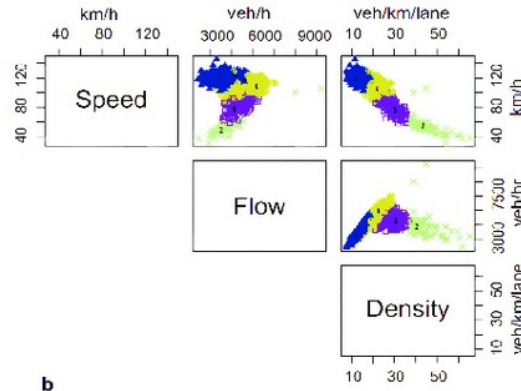 km/h veh/h veh/km/lane
40 80 120 3000 6000 9000 10 30 50
Speed 40 80 120 km/h
Flow 3000 7500 veh/hr
Density 10 30 50 veh/km/lane
10 30 50
b